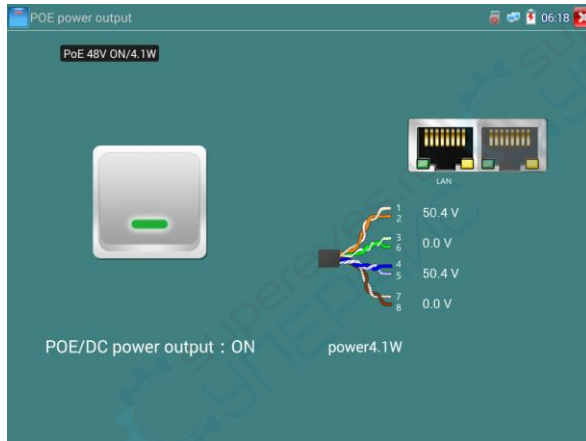 POE power output
06:18
PoE 48V ON/4.1W
LAN
1
2
50.4 V
3
6
0.0 V
4
5
50.4 V
7
8
0.0 V
POE/DC power output : ON
power4.1W